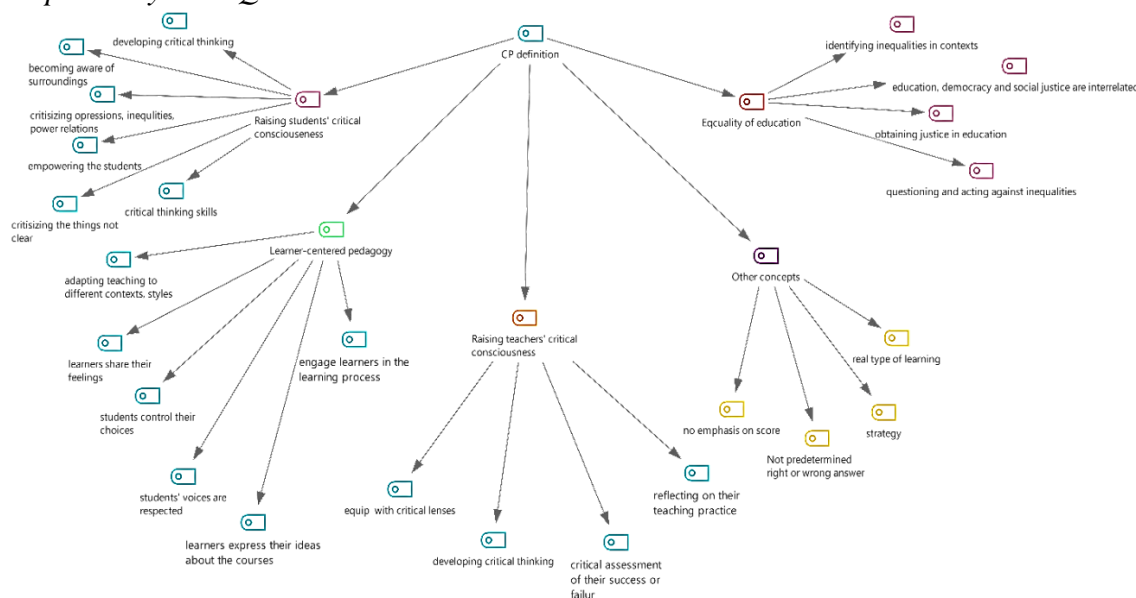 developing critical thinking
becoming aware of
surroundings
critisizing opressions, inequlities,
power relations
empowering the students
critisizing the things not
clear
critical thinking skills
Raising students' critical
consciouseness
CP definition
Eqcuality of education
identifying inequalities in contexts
education, democracy and social justice are interrelated
obtaining justice in education
questioning and acting against inequalities
Learner-centered pedagogy
adapting teaching to
different contexts, styles
learners share their
feelings
students control their
choices
students' voices are
respected
learners express their ideas
about the courses
engage learners in the
learning process
Raising teachers' critical
consciousness
equip with critical lenses
developing critical thinking
critical assessment
of their success or
failur
reflecting on their
teaching practice
Other concepts
no emphasis on score
Not predetermined
right or wrong answer
strategy
real type of learning